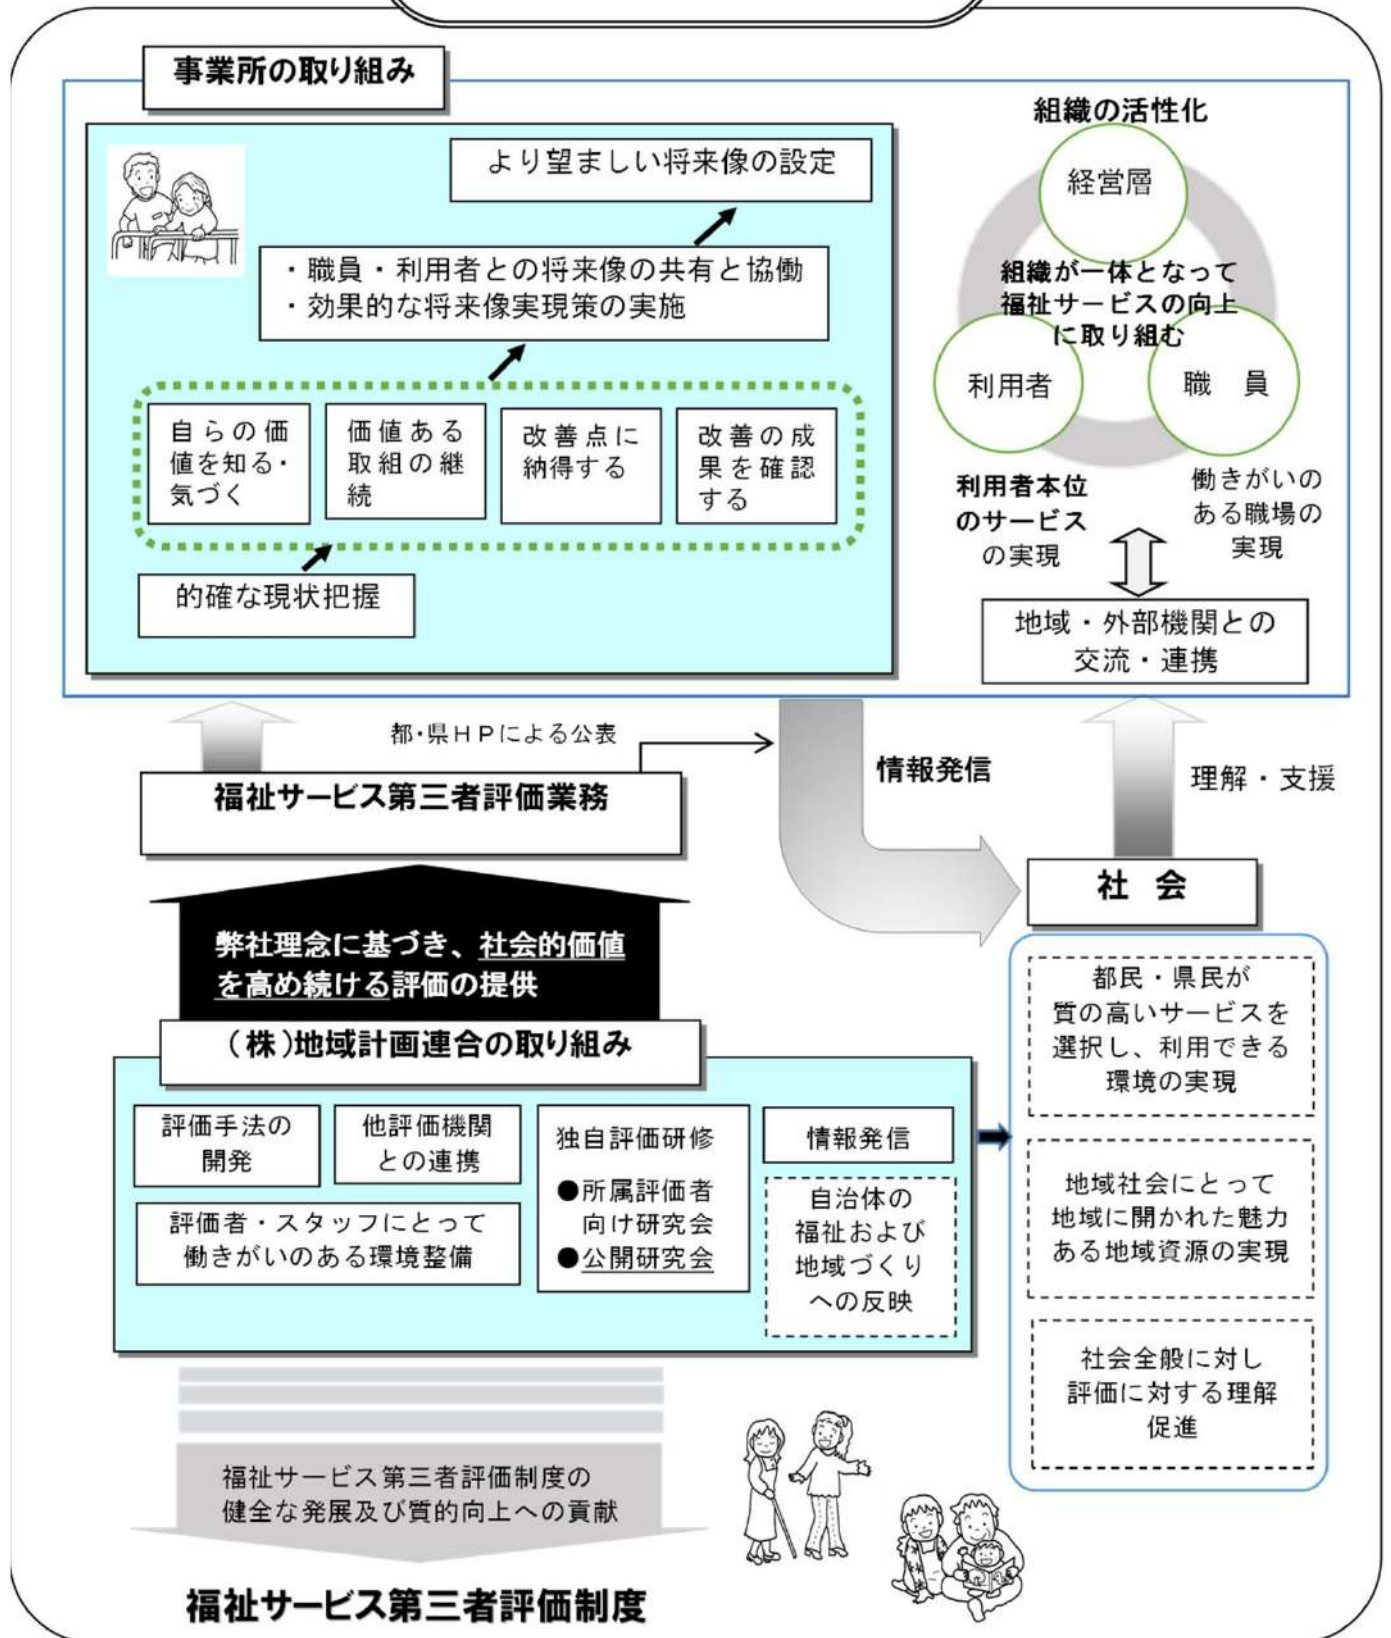 事業所の取り組み
より望ましい将来像の設定
・職員・利用者との将来像の共有と協働
・効果的な将来像実現策の実施
自らの価
値を知る・
気づく
価値ある
取組の継
続
改善点に
納得する
改善の成
果を確認
する
的確な現状把握
組織の活性化
経営層
組織が一体となって
福祉サービスの向上
に取り組む
利用者
職　員
利用者本位
のサービス
の実現
働きがいの
ある職場の
実現
地域・外部機関との
交流・連携
都・県ＨＰによる公表
福祉サービス第三者評価業務
情報発信
理解・支援
社　会
弊社理念に基づき、社会的価値
を高め続ける評価の提供
（株）地域計画連合の取り組み
評価手法の
開発
他評価機関
との連携
評価者・スタッフにとって
働きがいのある環境整備
独自評価研修
●所属評価者
向け研究会
●公開研究会
情報発信
自治体の
福祉および
地域づくり
への反映
都民・県民が
質の高いサービスを
選択し、利用できる
環境の実現
地域社会にとって
地域に開かれた魅力
ある地域資源の実現
社会全般に対し
評価に対する理解
促進
福祉サービス第三者評価制度の
健全な発展及び質的向上への貢献
福祉サービス第三者評価制度